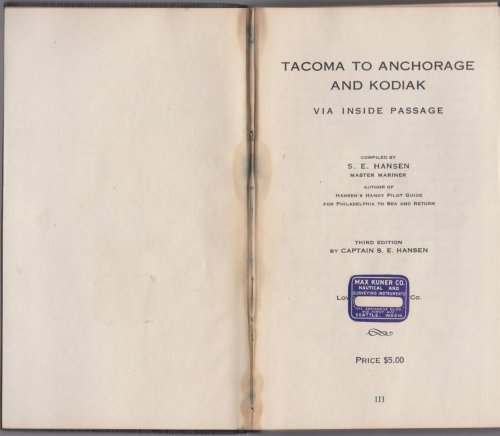 TACOMA TO ANCHORAGE
AND KODIAK
VIA INSIDE PASSAGE
COMPILED BY
S. E. HANSEN
MASTER MARINER
AUTHOR OF
HANSEN'S HANDY PILOT GUIDE
FOR PHILADELPHIA TO SEA AND RETURN
THIRD EDITION
BY CAPTAIN S. E. HANSEN
MAX KUNER CO.
NAUTICAL AND
SURVEYING INSTRUMENTS
SEATTLE, WASH.
Co.
PRICE $5.00
III